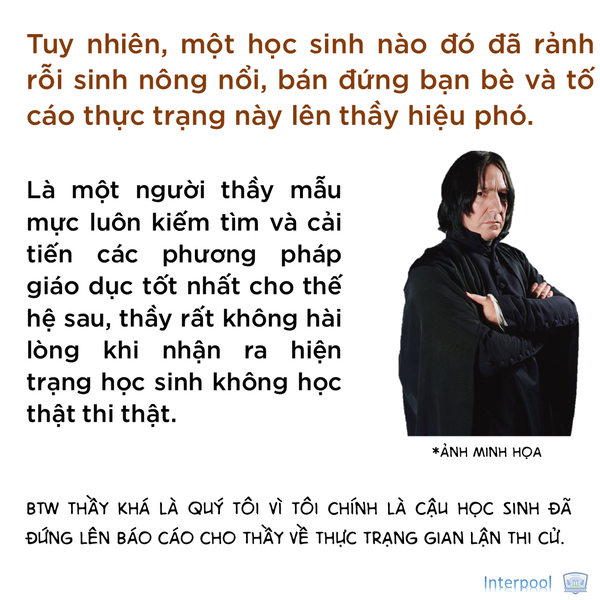 Tuy nhiên, một học sinh nào đó đã rảnh
rỗi sinh nông nổi, bán đứng bạn bè và tố
cáo thực trạng này lên thầy hiệu phó.
Là một người thầy mẫu
mực luôn kiếm tìm và cải
tiến các phương pháp
giáo dục tốt nhất cho thế
hệ sau, thầy rất không hài
lòng khi nhận ra hiện
trạng học sinh không học
thật thi thật.
*ẢNH MINH HỌA
BTW THẦY KHÁ LÀ QUÝ TÔI VÌ TÔI CHÍNH LÀ CẬU HỌC SINH ĐÃ
ĐỨNG LÊN BÁO CÁO CHO THẦY VỀ THỰC TRẠNG GIAN LẬN THI CỬ.
Interpool